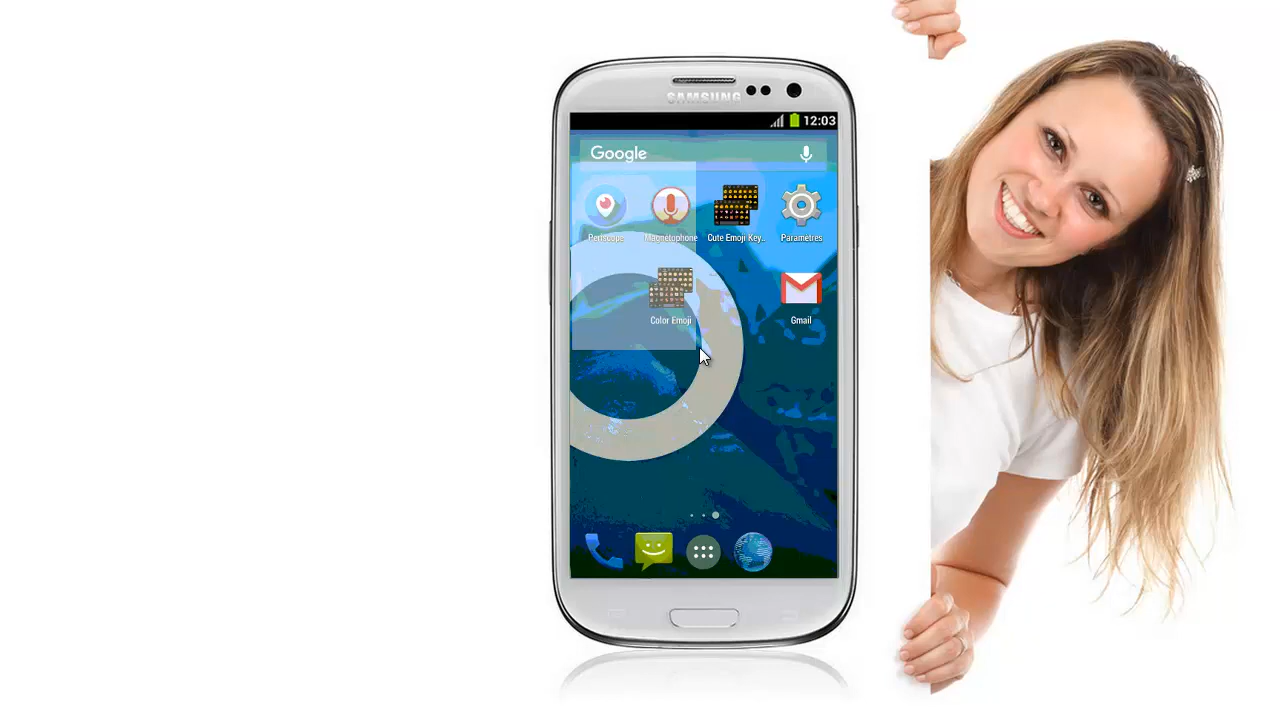 SAMSUNG
12:03
Google
Periscope
Magnétophone
Cute Emoji Key..
Paramètres
Color Emoji
Gmail